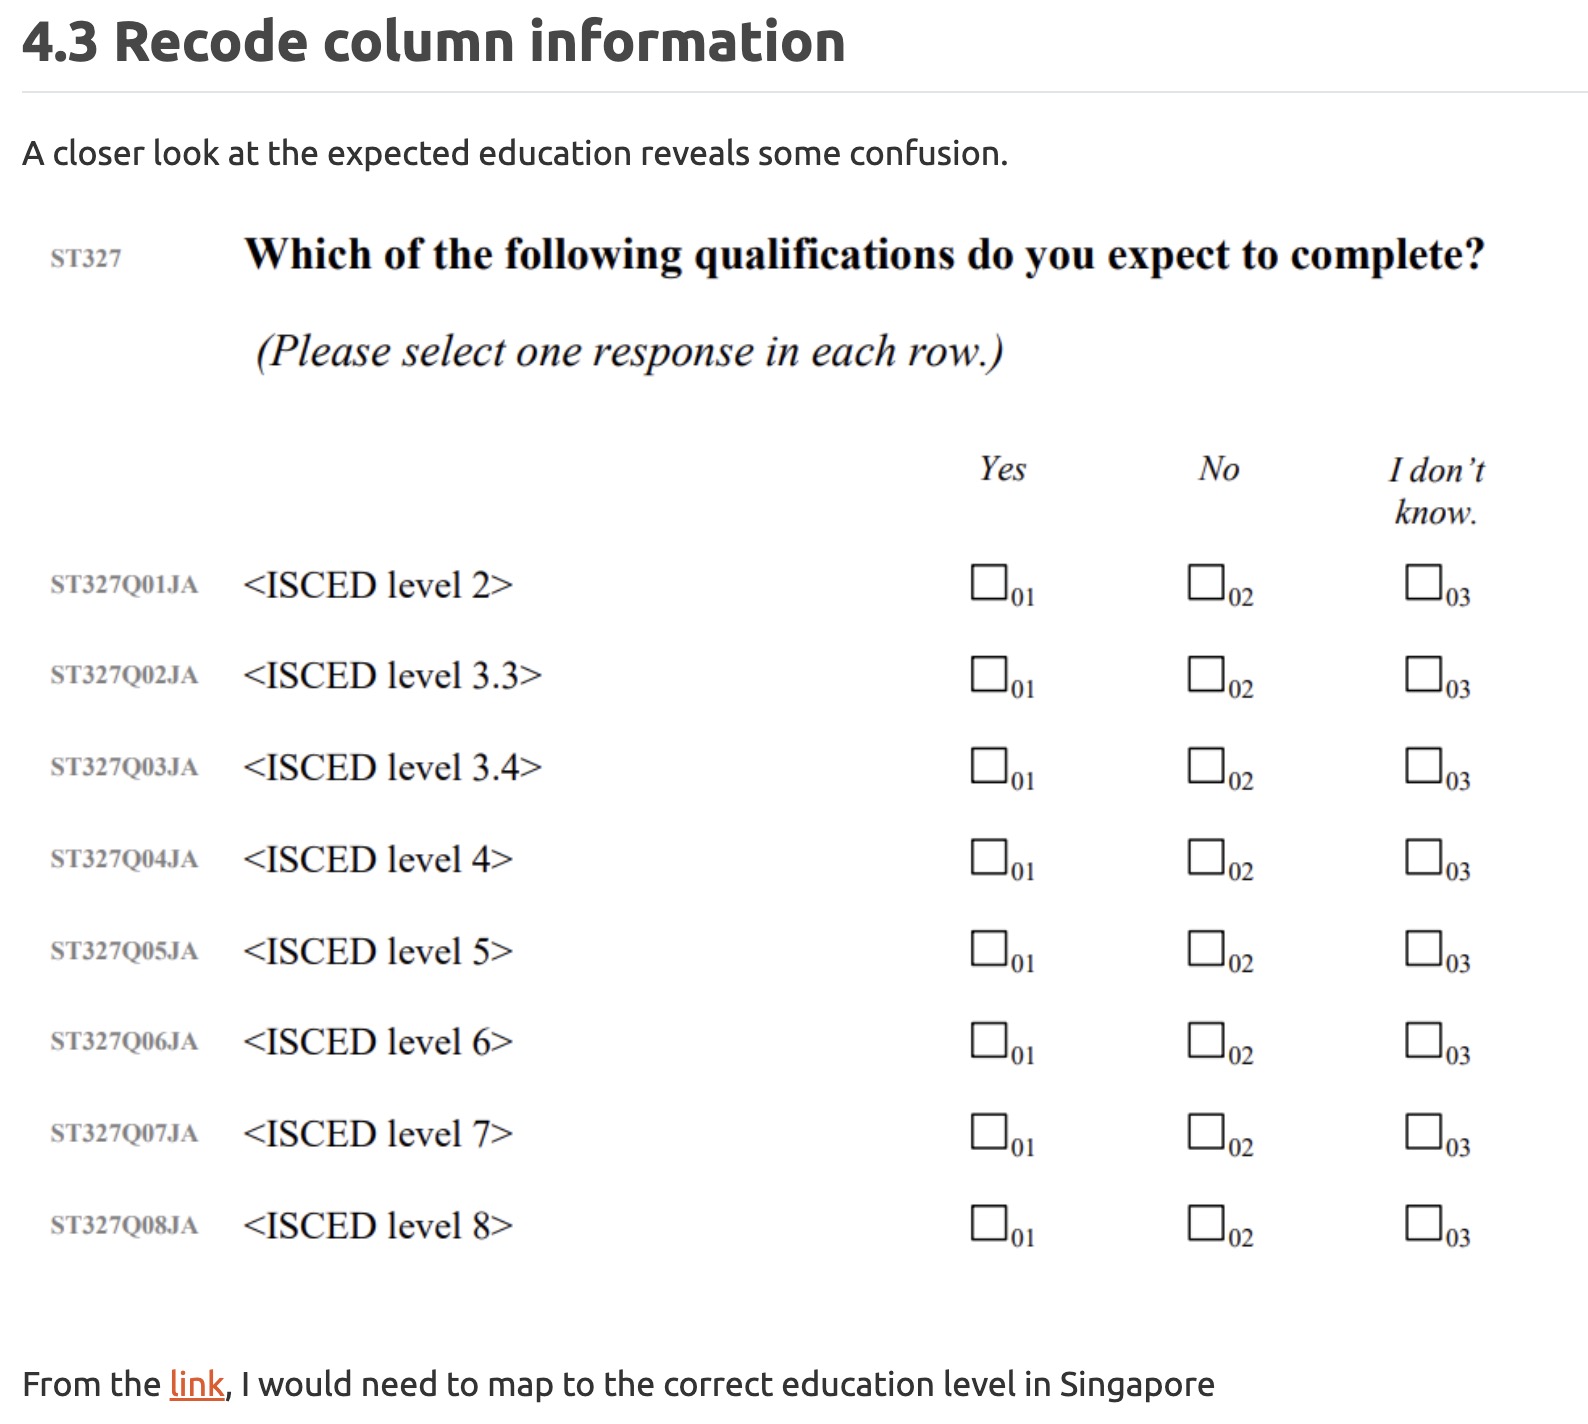 4.3 Recode column information
A closer look at the expected education reveals some confusion.
ST327 Which of the following qualifications do you expect to complete?
(Please select one response in each row.)
Yes No I don't know.
ST327Q01JA <ISCED level 2> 01 02 03
ST327Q02JA <ISCED level 3.3> 01 02 03
ST327Q03JA <ISCED level 3.4> 01 02 03
ST327Q04JA <ISCED level 4> 01 02 03
ST327Q05JA <ISCED level 5> 01 02 03
ST327Q06JA <ISCED level 6> 01 02 03
ST327Q07JA <ISCED level 7> 01 02 03
ST327Q08JA <ISCED level 8> 01 02 03
From the link, I would need to map to the correct education level in Singapore